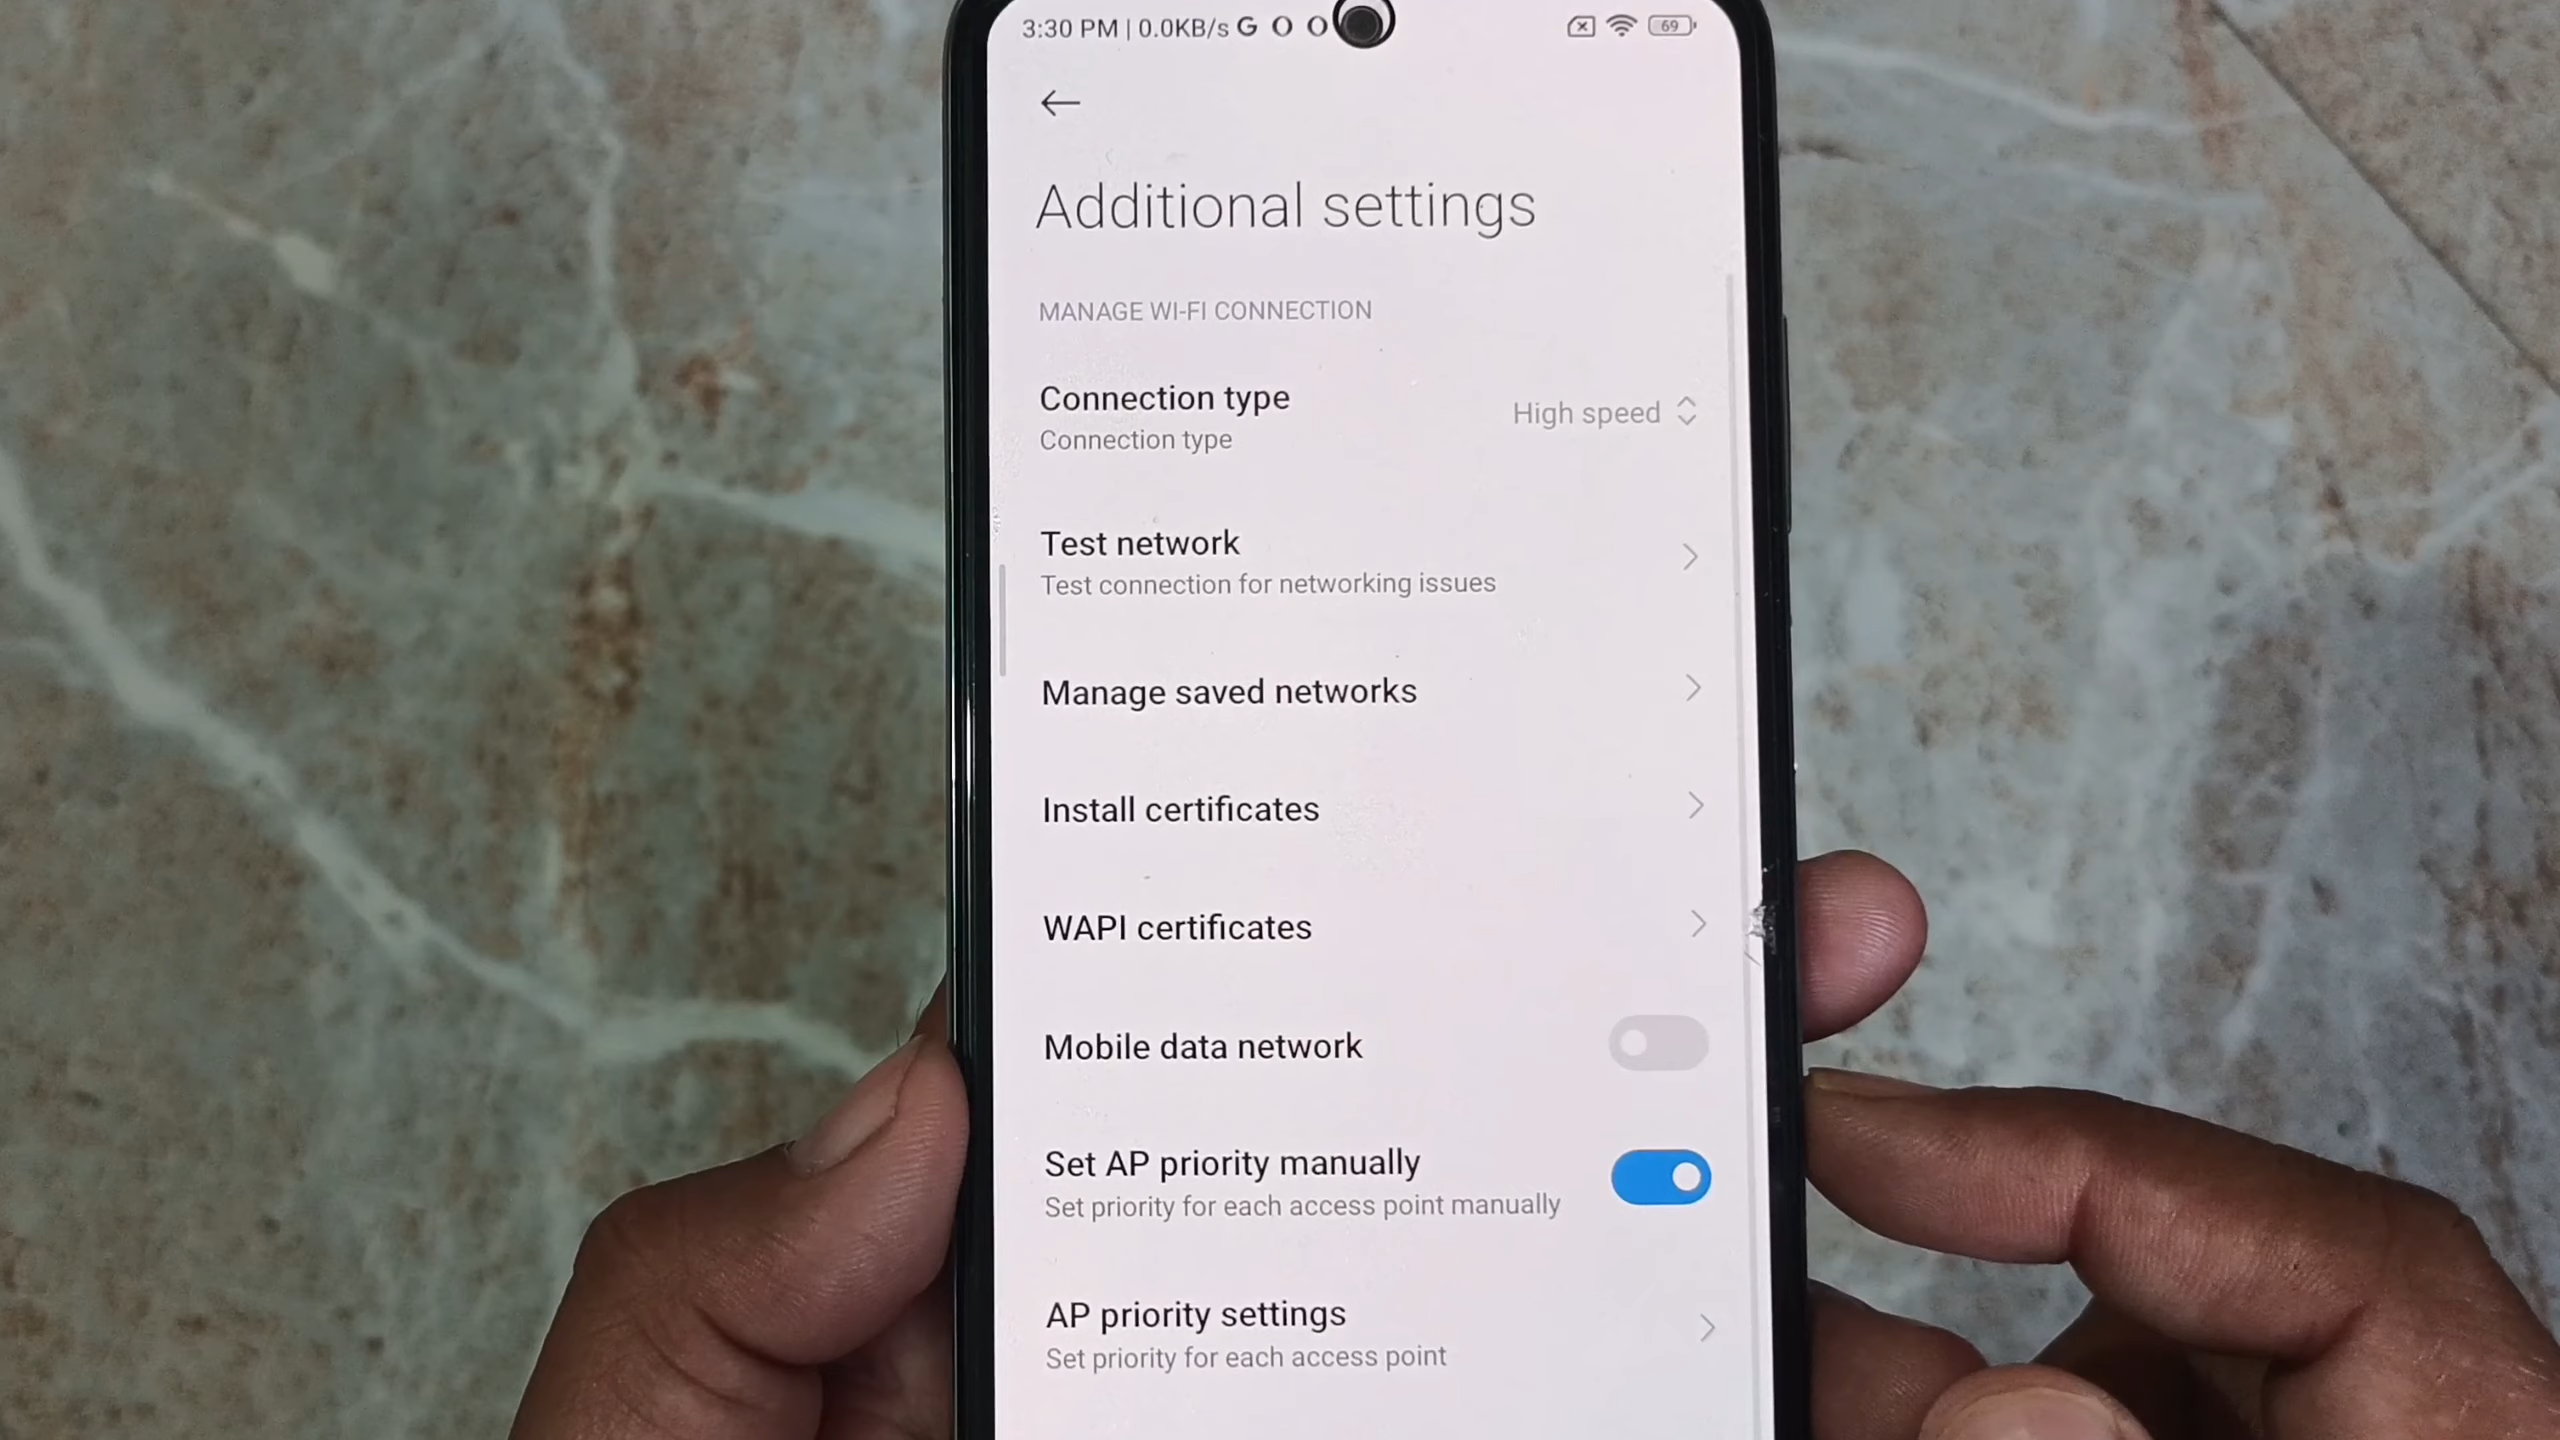 3:30 PM | 0.0KB/s G 69
Additional settings
MANAGE WI-FI CONNECTION
Connection type
High speed
Connection type
Test network
Test connection for networking issues
Manage saved networks
Install certificates
WAPI certificates
Mobile data network
Set AP priority manually
Set priority for each access point manually
AP priority settings
Set priority for each access point